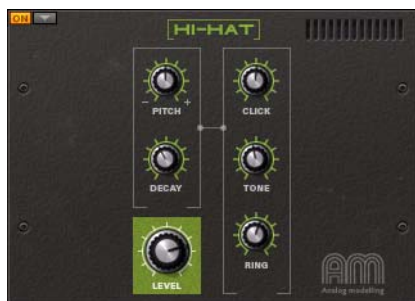 ON
HI-HAT
PITCH
CLICK
DECAY
TONE
LEVEL
RING
AM
Analog modelling